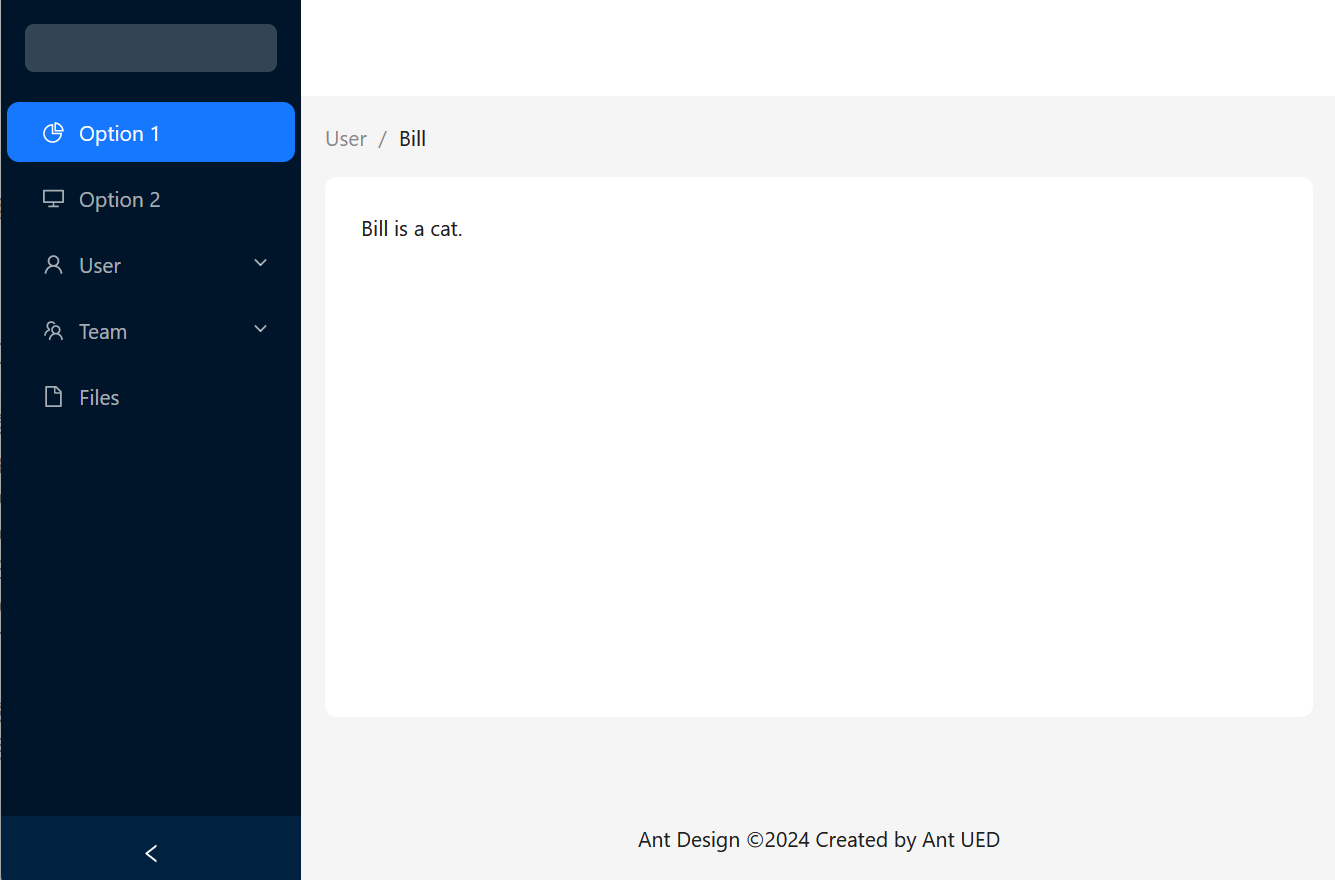 Option 1
Option 2
User
Team
Files
User / Bill
Bill is a cat.
Ant Design ©2024 Created by Ant UED